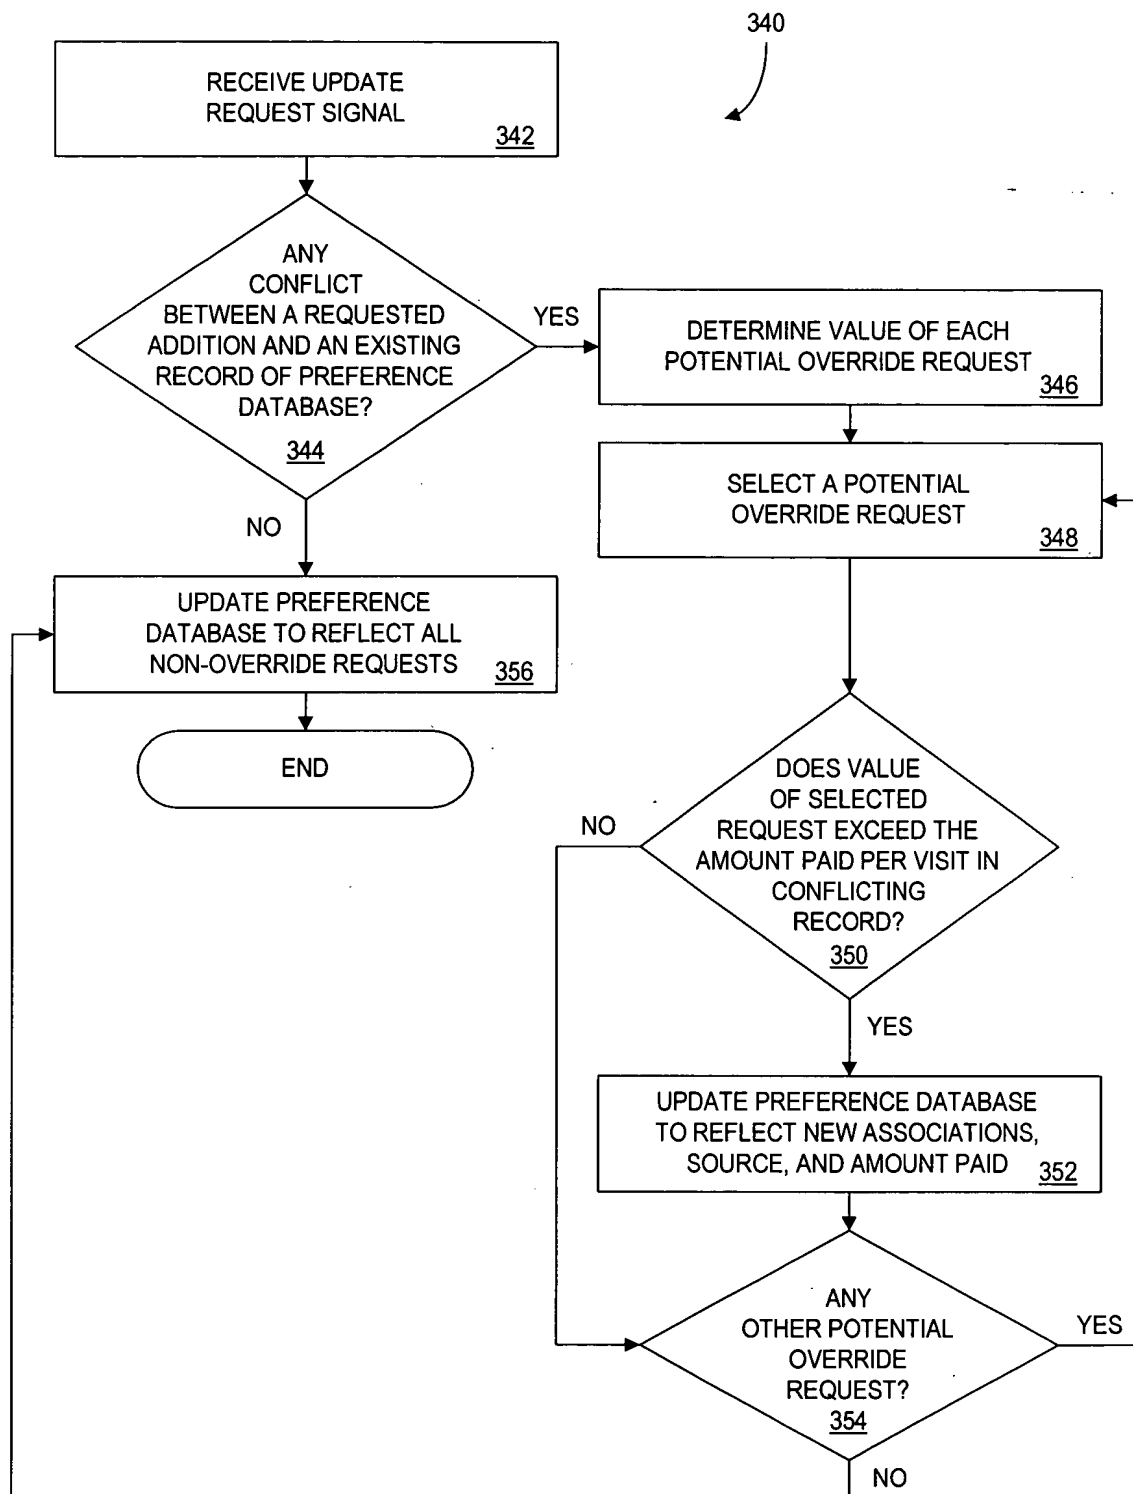 340
RECEIVE UPDATE
REQUEST SIGNAL
342
ANY
CONFLICT
BETWEEN A REQUESTED
ADDITION AND AN EXISTING
RECORD OF PREFERENCE
DATABASE?
344
YES
NO
DETERMINE VALUE OF EACH
POTENTIAL OVERRIDE REQUEST
346
SELECT A POTENTIAL
OVERRIDE REQUEST
348
UPDATE PREFERENCE
DATABASE TO REFLECT ALL
NON-OVERRIDE REQUESTS
356
END
DOES VALUE
OF SELECTED
REQUEST EXCEED THE
AMOUNT PAID PER VISIT IN
CONFLICTING
RECORD?
350
NO
YES
UPDATE PREFERENCE DATABASE
TO REFLECT NEW ASSOCIATIONS,
SOURCE, AND AMOUNT PAID
352
ANY
OTHER POTENTIAL
OVERRIDE
REQUEST?
354
YES
NO